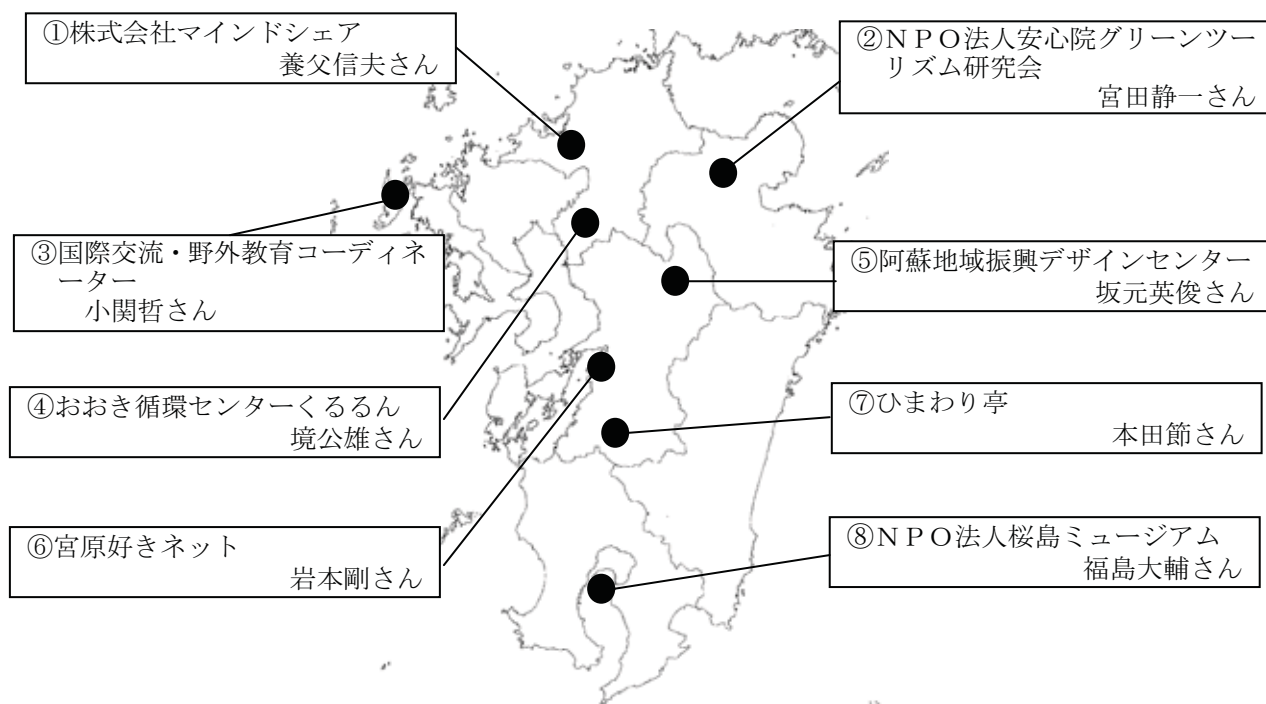 ①株式会社マインドシェア
養父信夫さん
②ＮＰＯ法人安心院グリーンツー
リズム研究会
宮田静一さん
③国際交流・野外教育コーディネ
ーター
小関哲さん
④おおき循環センターくるるん
境公雄さん
⑤阿蘇地域振興デザインセンター
坂元英俊さん
⑥宮原好きネット
岩本剛さん
⑦ひまわり亭
本田節さん
⑧ＮＰＯ法人桜島ミュージアム
福島大輔さん